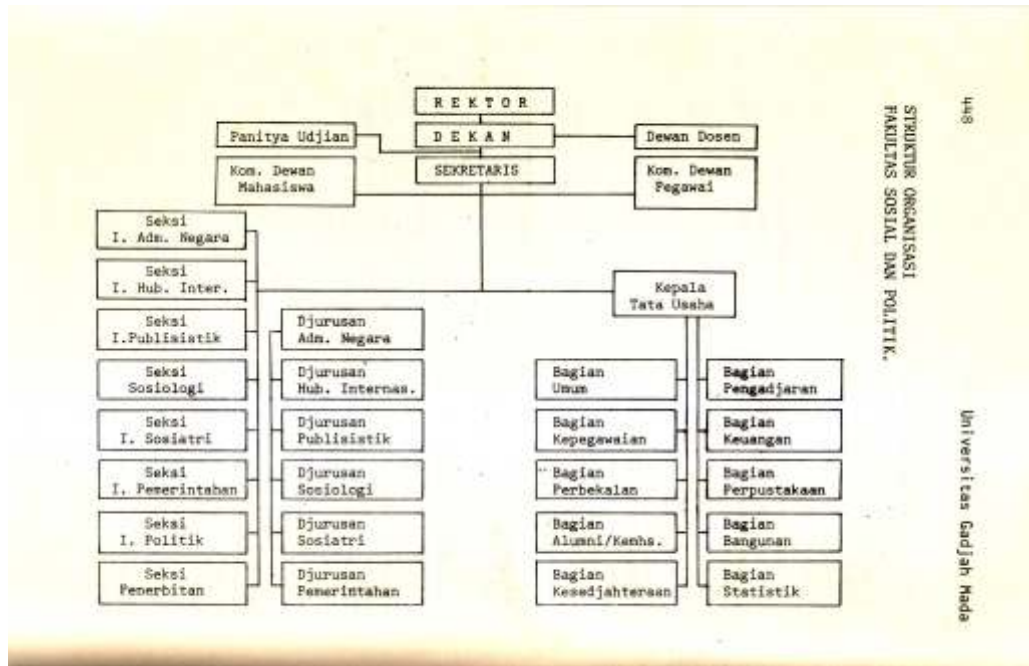 448
Universitas Gadjah Mada
STRUKTUR ORGANISASI
FAKULTAS SOSIAL DAN POLITIK.
R E K T O R
D E K A N
Panitya Udjian
Dewan Dosen
SEKRETARIS
Kom. Dewan
Mahasiswa
Kom. Dewan
Pegawai
Seksi
I. Adm. Negara
Seksi
I. Hub. Inter.
Seksi
I.Publisistik
Seksi
Sosiologi
Seksi
I. Sosiatri
Seksi
I. Pemerintahan
Seksi
I. Politik
Seksi
Penerbitan
Djurusan
Adm. Negara
Djurusan
Hub. Internas.
Djurusan
Publisistik
Djurusan
Sosiologi
Djurusan
Sosiatri
Djurusan
Pemerintahan
Kepala
Tata Usaha
Bagian
Umum
Bagian
Kepegawaian
Bagian
Perbekalan
Bagian
Alumni/Kemhs.
Bagian
Kesedjahteraan
Bagian
Pengadjaran
Bagian
Keuangan
Bagian
Perpustakaan
Bagian
Bangunan
Bagian
Statistik